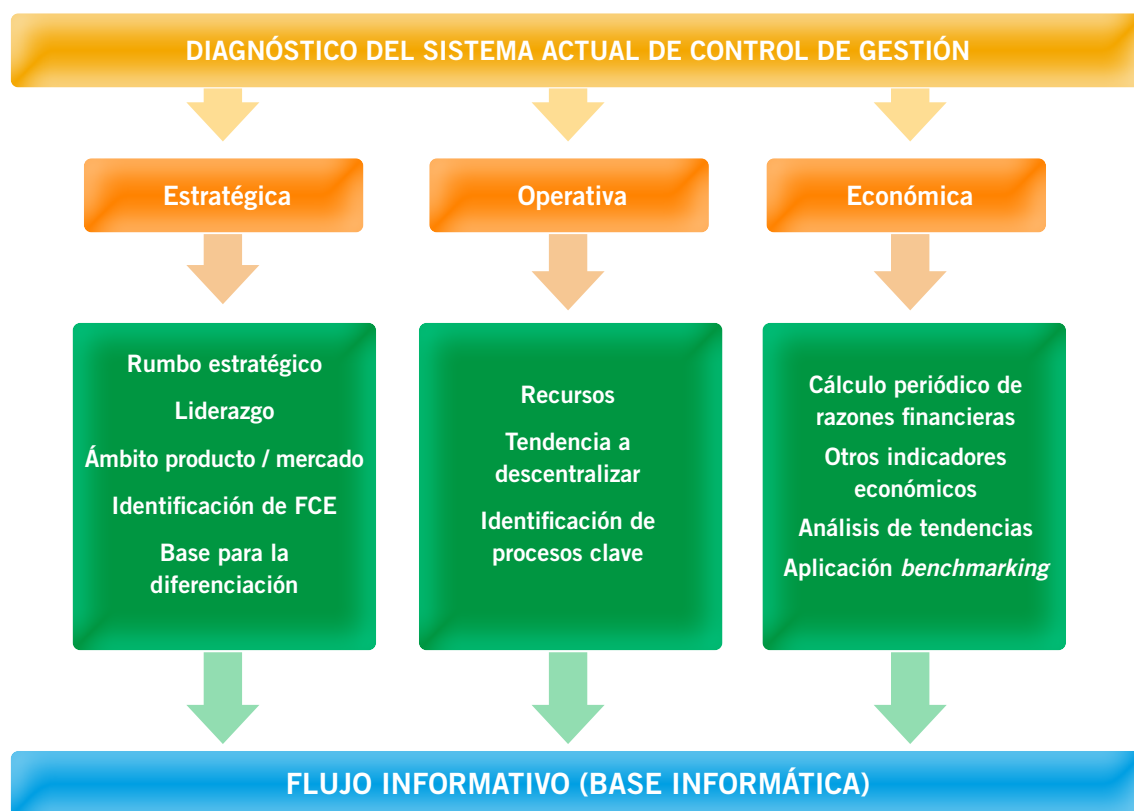 DIAGNÓSTICO DEL SISTEMA ACTUAL DE CONTROL DE GESTIÓN
Estratégica
Operativa
Económica
Rumbo estratégico
Liderazgo
Ámbito producto / mercado
Identificación de FCE
Base para la
diferenciación
Recursos
Tendencia a
descentralizar
Identificación de
procesos clave
Cálculo periódico de
razones financieras
Otros indicadores
económicos
Análisis de tendencias
Aplicación benchmarking
FLUJO INFORMATIVO (BASE INFORMÁTICA)